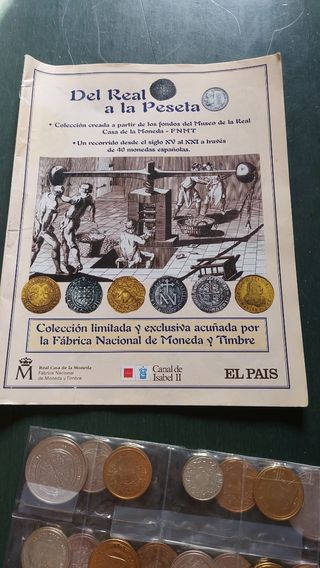 Del Real
a la Peseta
• Colección creada a partir de los fondos del Museo de la Real
Casa de la Moneda - FNMT
• Un recorrido desde el siglo XV al XXI a través
de 40 monedas españolas.
Colección limitada y exclusiva acuñada por
la Fábrica Nacional de Moneda y Timbre
Real Casa de la Moneda
Fábrica Nacional
de Moneda y Timbre
Canal de
Isabel II
EL PAIS